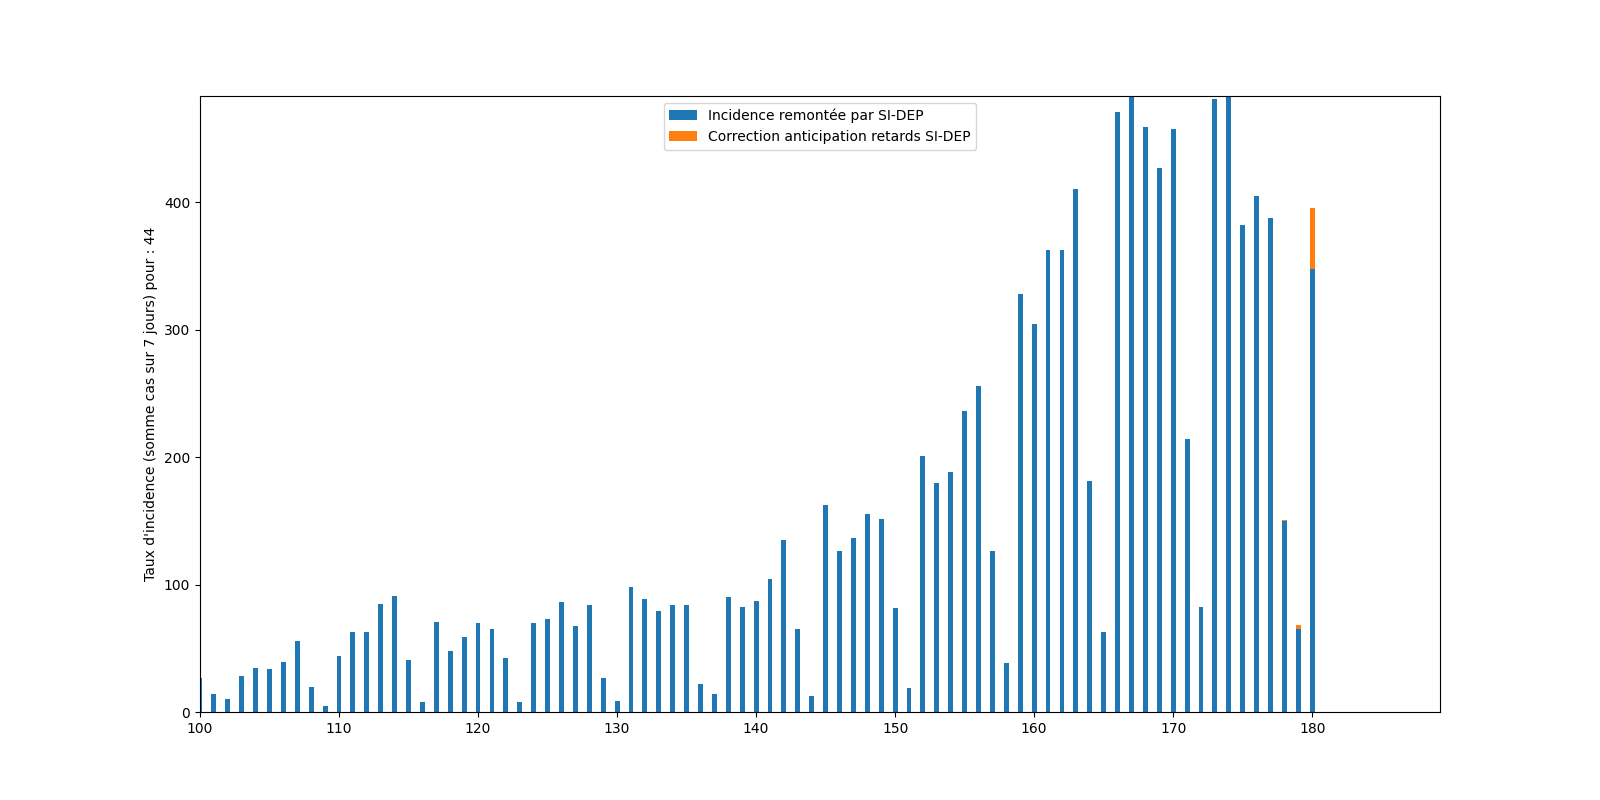 Incidence remontée par SI-DEP
Correction anticipation retards SI-DEP
Taux d'incidence (somme cas sur 7 jours) pour : 44
400
300
200
100
0
100 110 120 130 140 150 160 170 180